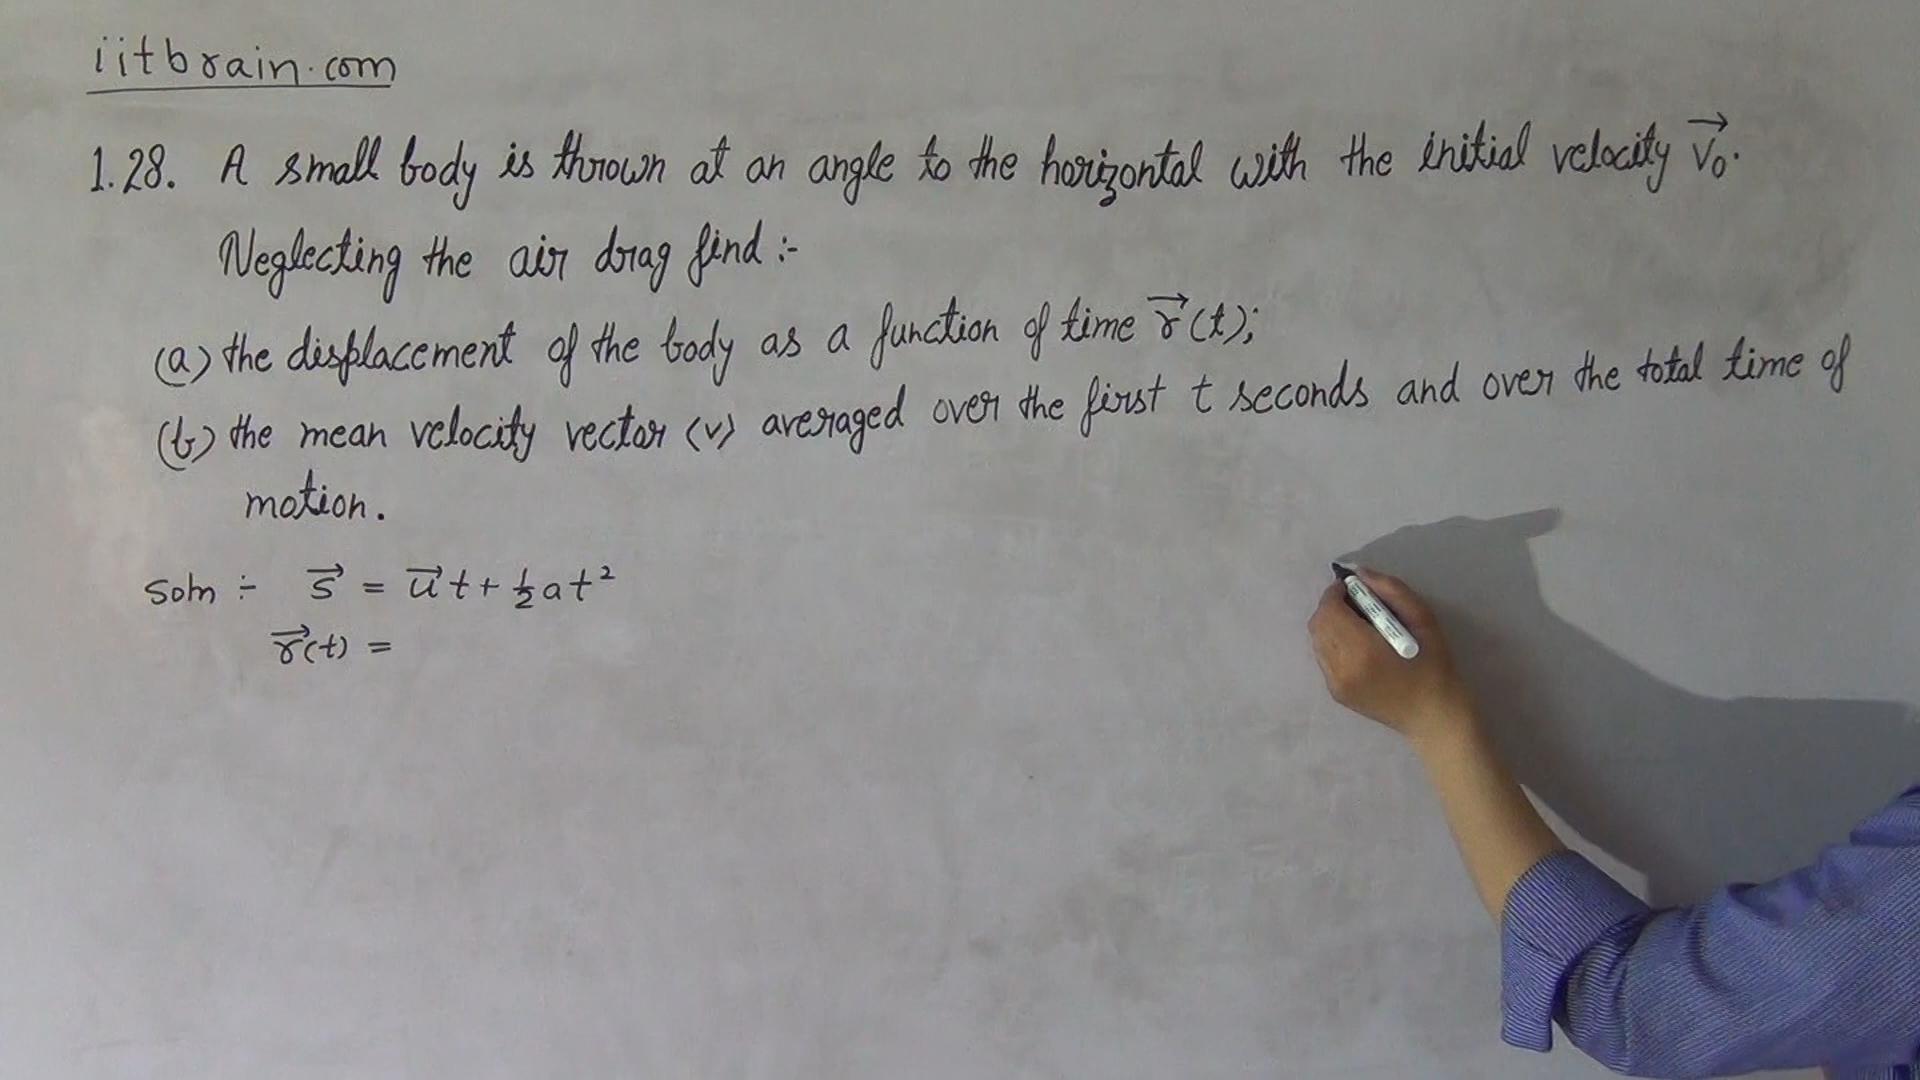 iitbrain.com
1.28. A small body is thrown at an angle to the horizontal with the initial velocity v⃗₀.
Neglecting the air drag find :-
(a) the displacement of the body as a function of time r⃗(t);
(b) the mean velocity vector ⟨v⟩ averaged over the first t seconds and over the total time of
motion.
Soln :- s⃗ = u⃗t + ½at²
r⃗(t) =